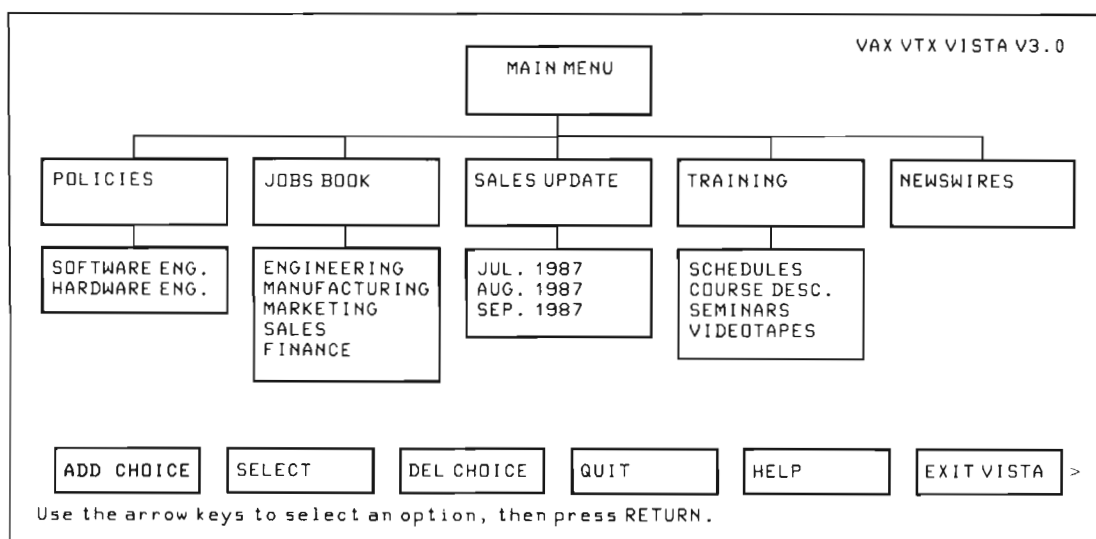 VAX VTX VISTA V3.0
MAIN MENU
POLICIES
JOBS BOOK
SALES UPDATE
TRAINING
NEWSWIRES
SOFTWARE ENG.
HARDWARE ENG.
ENGINEERING
MANUFACTURING
MARKETING
SALES
FINANCE
JUL. 1987
AUG. 1987
SEP. 1987
SCHEDULES
COURSE DESC.
SEMINARS
VIDEOTAPES
ADD CHOICE
SELECT
DEL CHOICE
QUIT
HELP
EXIT VISTA >
Use the arrow keys to select an option, then press RETURN.